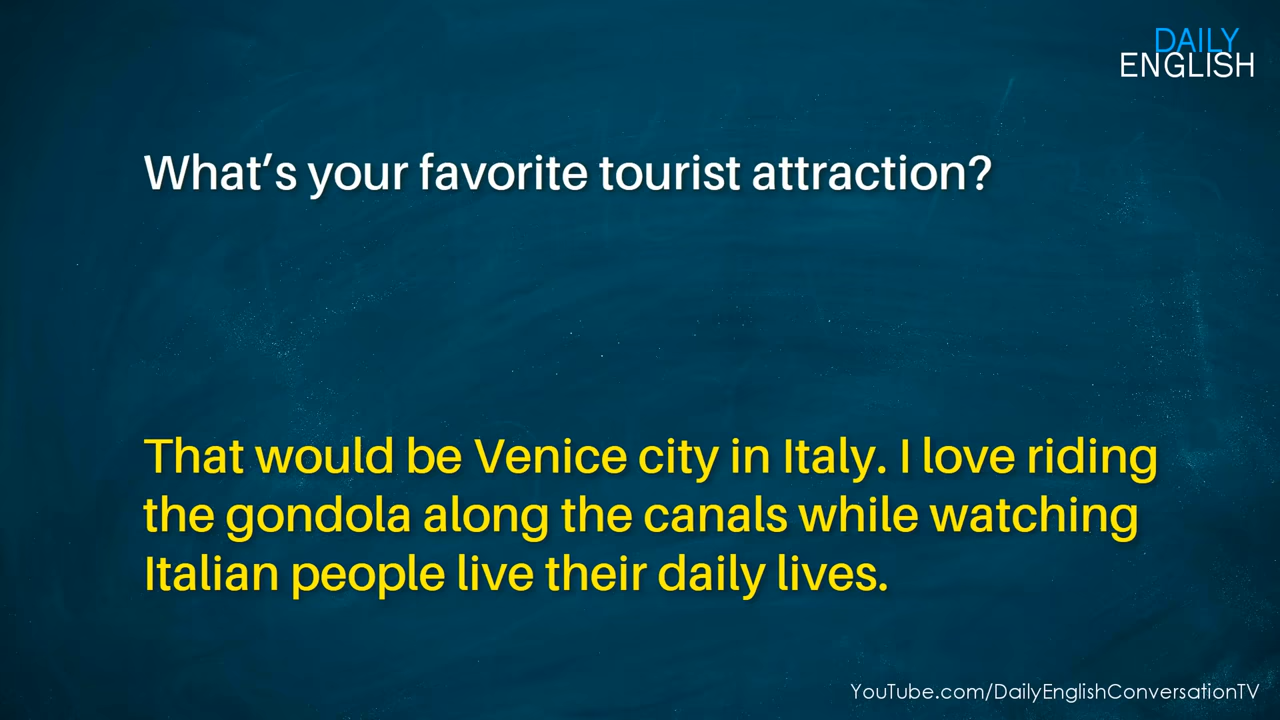 DAILY
ENGLISH
What’s your favorite tourist attraction?
That would be Venice city in Italy. I love riding
the gondola along the canals while watching
Italian people live their daily lives.
YouTube.com/DailyEnglishConversationTV